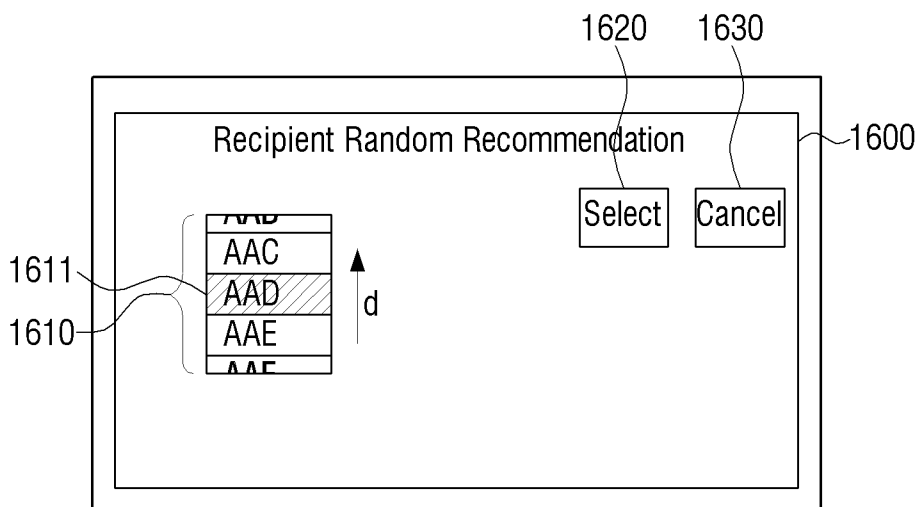 1620 1630
Recipient Random Recommendation
1600
Select Cancel
AAC
1611
AAD
d
1610
AAE